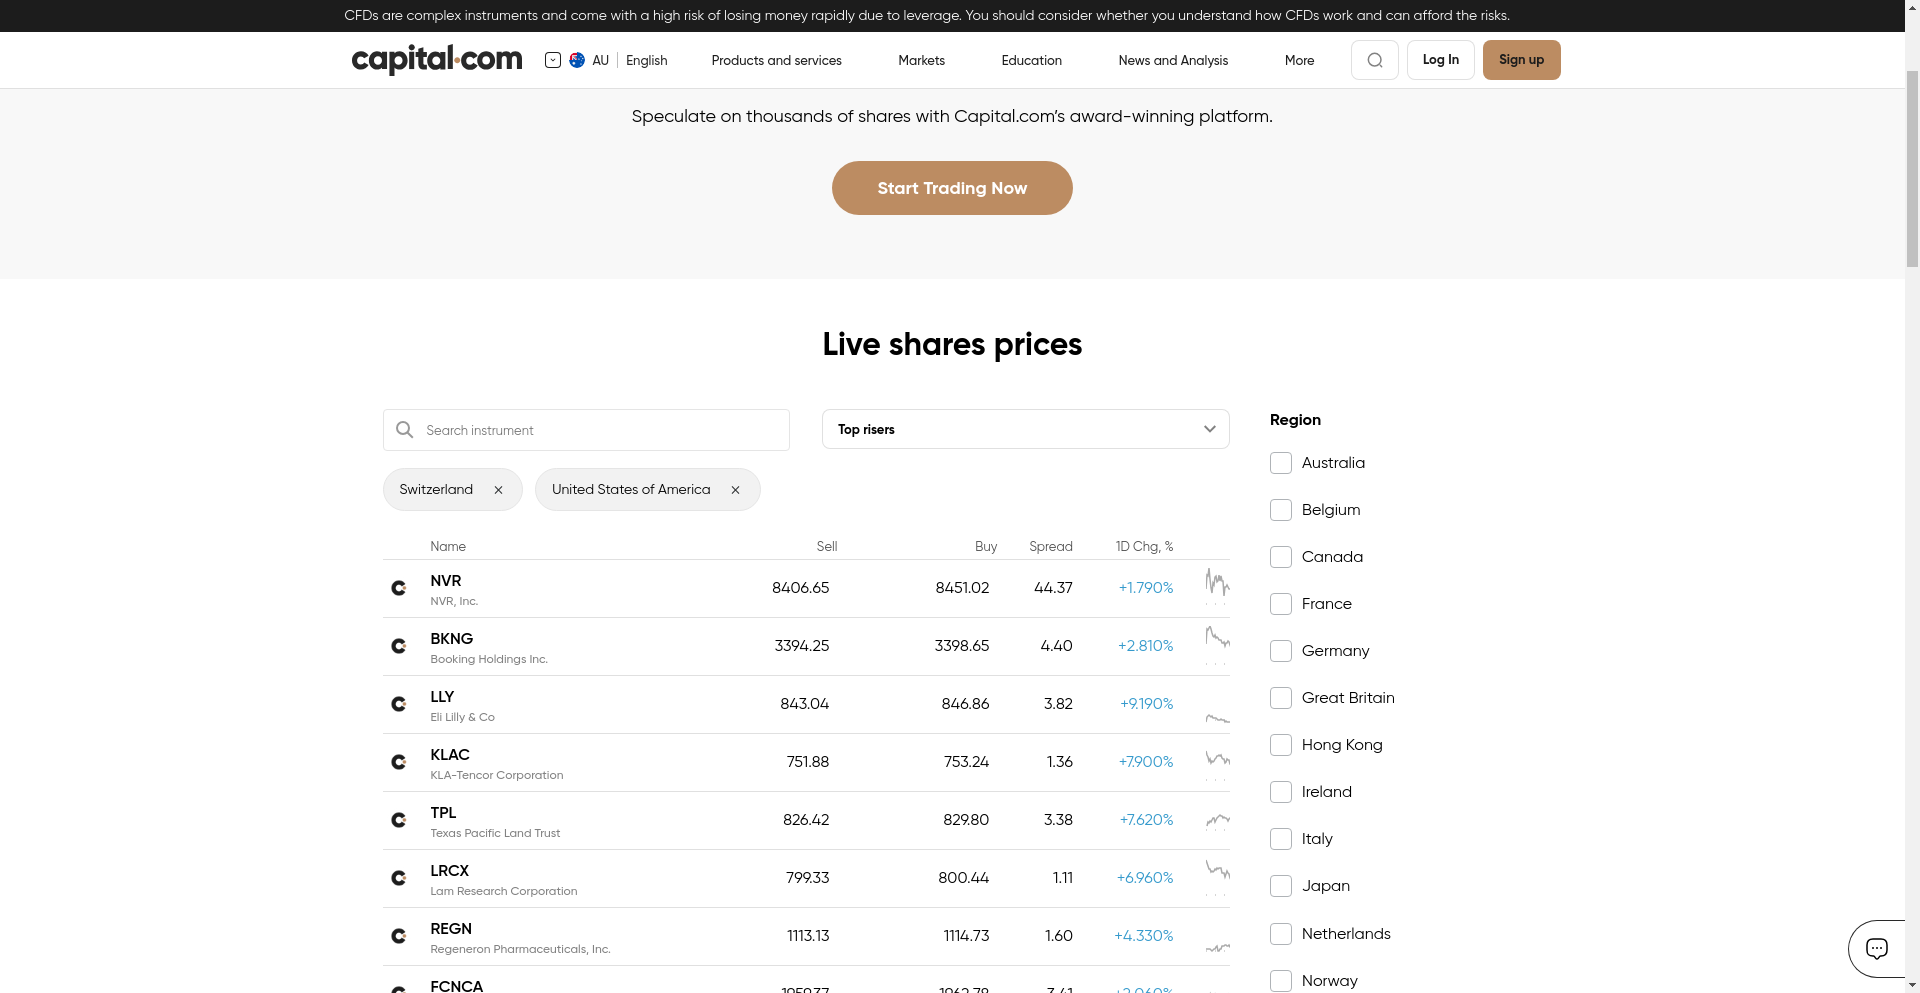 CFDs are complex instruments and come with a high risk of losing money rapidly due to leverage. You should consider whether you understand how CFDs work and can afford the risks.
capital.com AU English Products and services Markets Education News and Analysis More Log In Sign up
Speculate on thousands of shares with Capital.com’s award-winning platform.
Start Trading Now
Live shares prices
Search instrument
Top risers
Switzerland
United States of America
Name Sell Buy Spread 1D Chg, %
NVR 8406.65 8451.02 44.37 +1.790%
NVR, Inc.
BKNG 3394.25 3398.65 4.40 +2.810%
Booking Holdings Inc.
LLY 843.04 846.86 3.82 +9.190%
Eli Lilly & Co
KLAC 751.88 753.24 1.36 +7.900%
KLA-Tencor Corporation
TPL 826.42 829.80 3.38 +7.620%
Texas Pacific Land Trust
LRCX 799.33 800.44 1.11 +6.960%
Lam Research Corporation
REGN 1113.13 1114.73 1.60 +4.330%
Regeneron Pharmaceuticals, Inc.
FCNCA 1959.37 1962.78 3.41 +2.060%
Region
Australia
Belgium
Canada
France
Germany
Great Britain
Hong Kong
Ireland
Italy
Japan
Netherlands
Norway